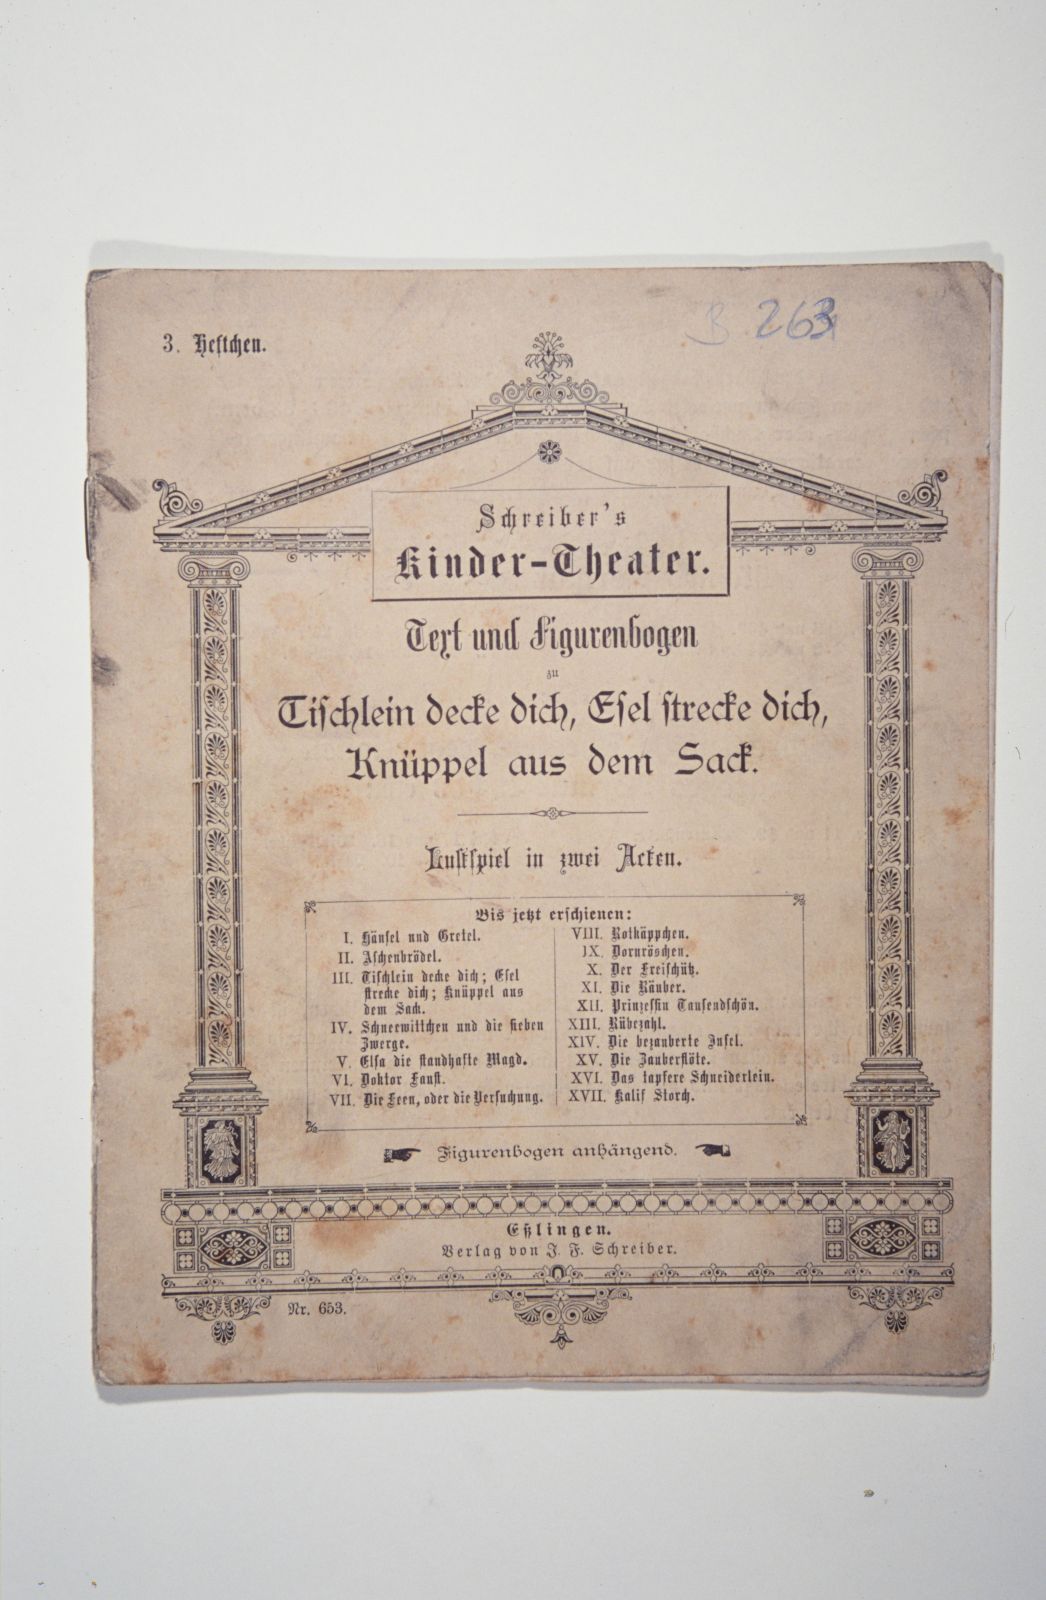 3. Heftchen.
B 263
Schreiber's
Kinder-Theater.
Text und Figurenbogen
zu
Tischlein decke dich, Esel strecke dich,
Knüppel aus dem Sack.
Lustspiel in zwei Acten.
Bis jetzt erschienen:
I. Hänsel und Gretel.
II. Aschenbrödel.
III. Tischlein decke dich; Esel
strecke dich; Knüppel aus
dem Sack.
IV. Schneewittchen und die sieben
Zwerge.
V. Elsa die standhafte Magd.
VI. Doktor Faust.
VII. Die Feen, oder die Versuchung.
VIII. Rotkäppchen.
IX. Dornröschen.
X. Der Freischütz.
XI. Die Räuber.
XII. Prinzessin Tausendschön.
XIII. Rübezahl.
XIV. Die bezauberte Insel.
XV. Die Zauberflöte.
XVI. Das tapfere Schneiderlein.
XVII. Kalif Storch.
Figurenbogen anhängend.
Eßlingen.
Verlag von J. F. Schreiber.
Nr. 653.